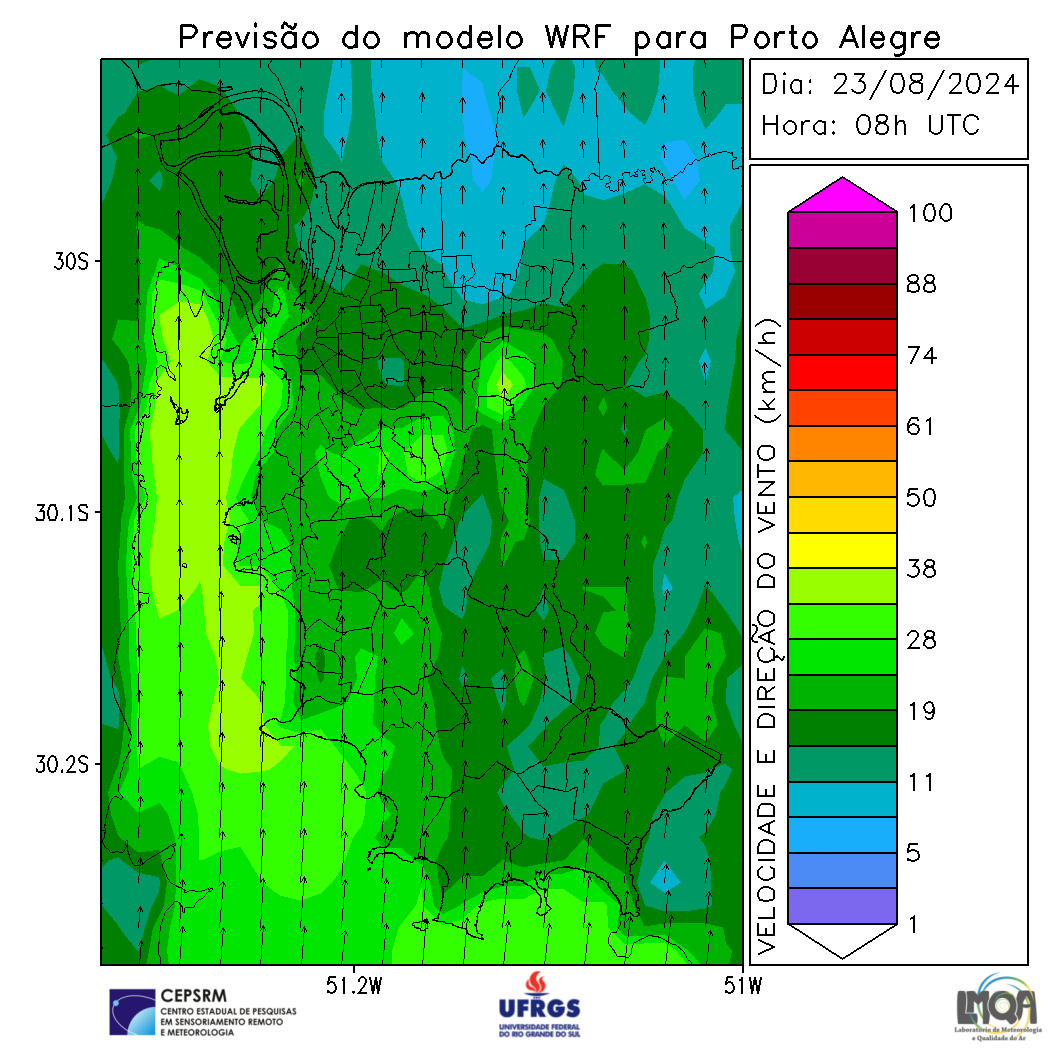 Previsão do modelo WRF para Porto Alegre
Dia: 23/08/2024
Hora: 08h UTC
30S
30.1S
30.2S
51.2W
51W
VELOCIDADE E DIREÇÃO DO VENTO (km/h)
100
88
74
61
50
38
28
19
11
5
1
CEPSRM
CENTRO ESTADUAL DE PESQUISAS
EM SENSORIAMENTO REMOTO
E METEOROLOGIA
UFRGS
UNIVERSIDADE FEDERAL
DO RIO GRANDE DO SUL
LMQA
Laboratório de Meteorologia
e Qualidade do Ar